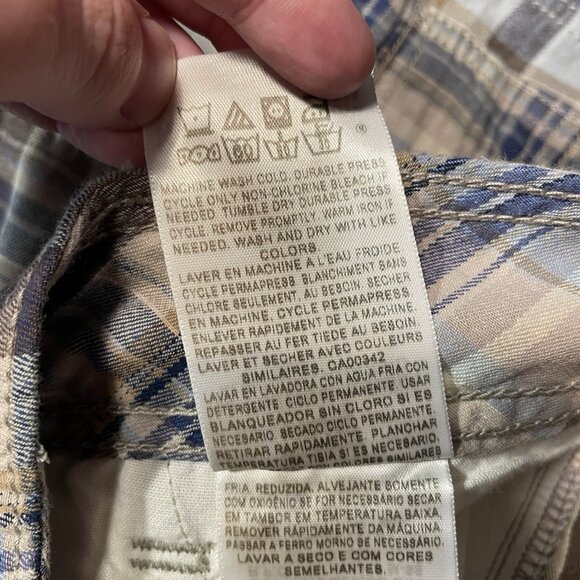 ®
MACHINE WASH COLD. DURABLE PRESS
CYCLE ONLY NON-CHLORINE BLEACH IF
NEEDED TUMBLE DRY DURABLE PRESS
CYCLE. REMOVE PROMPTLY. WARM IRON IF
NEEDED. WASH AND DRY WITH LIKE
COLORS
LAVER EN MACHINE A L'EAU FROIDE
CYCLE PERMAPRESS. BLANCHIMENT SANS
CHLORE SEULEMENT, AU BESOIN. SECHER
EN MACHINE, CYCLE PERMAPRESS.
ENLEVER RAPIDEMENT DE LA MACHINE
REPASSER AU FER TIEDE AU BESOIN.
LAVER ET SECHER AVEC COULEURS
SIMILAIRES. CA00342
LAVAR EN LAVADORA CON AGUA FRIA CON
DETERGENTE CICLO PERMANENTE. USAR
BLANQUEADOR SIN CLORO SI ES
NECESARIO. SECADO CICLO PERMANENTE.
RETIRAR RAPIDAMENTE. PLANCHAR
TEMPERATURA TIBIA SI ES NECESARIO
COLORES SIMILARES
FRIA. REDUZIDA, ALVEJANTE SOMENTE
COM OXIGÊNIO SE FOR NECESSÁRIO SECAR
EM TAMBOR EM TEMPERATURA BAIXA
REMOVER RÁPIDAMENTE DA MÁQUINA.
PASSAR A FERRO MORNO SE NECESSÁRIO.
LAVAR A SECO E COM CORES
SEMELHANTES.